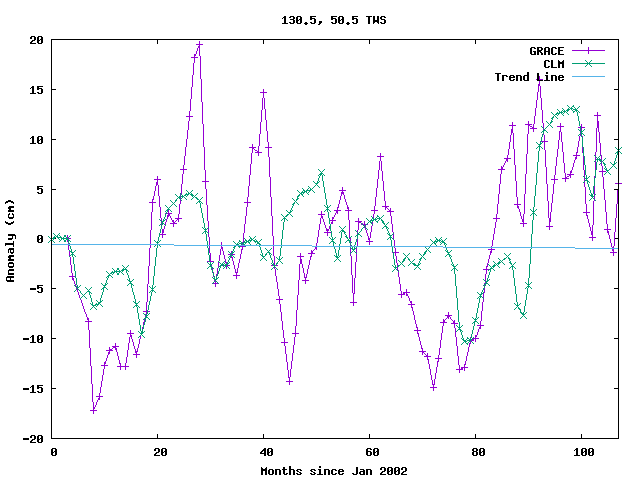 130.5, 50.5 TWS
GRACE
CLM
Trend Line
Anomaly (cm)
20
15
10
5
0
-5
-10
-15
-20
0 20 40 60 80 100
Months since Jan 2002